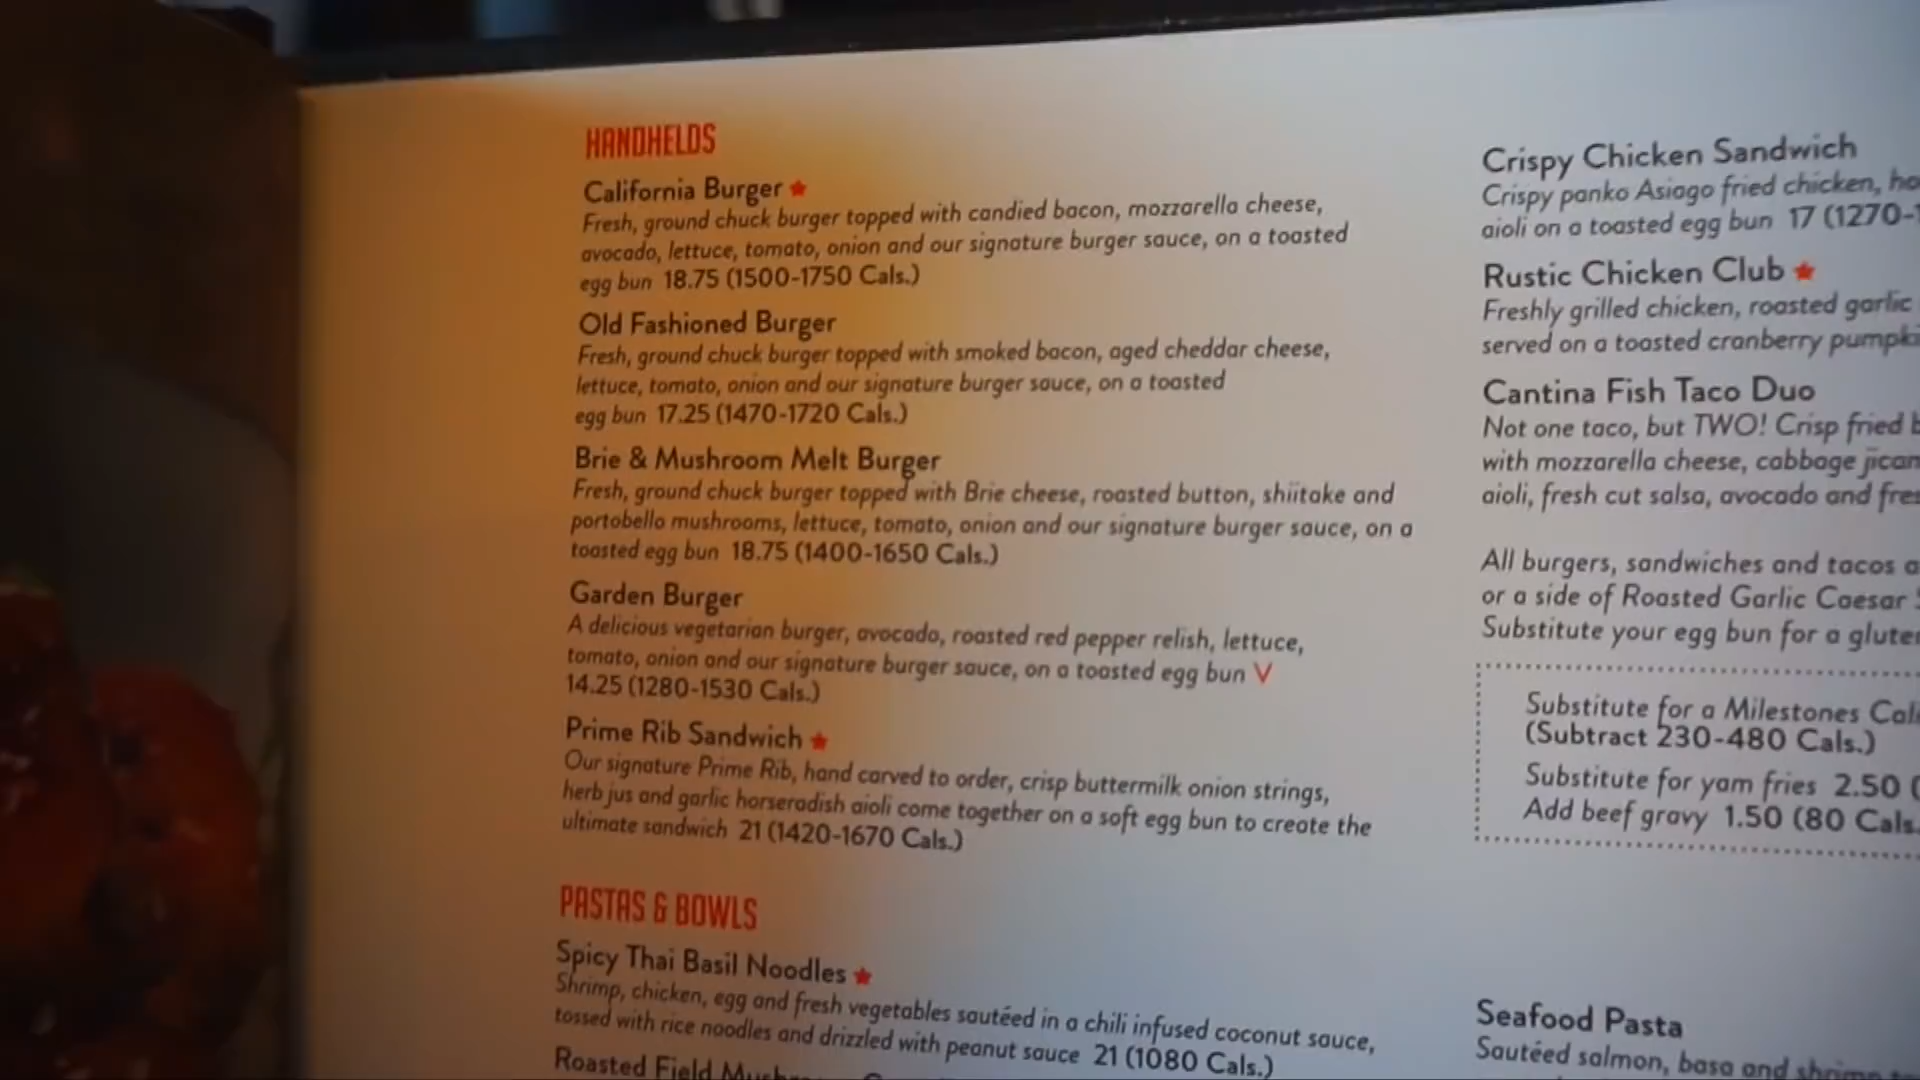 HANDHELDS
California Burger
Fresh, ground chuck burger topped with candied bacon, mozzarella cheese,
avocado, lettuce, tomato, onion and our signature burger sauce, on a toasted
egg bun 18.75 (1500-1750 Cals.)
Old Fashioned Burger
Fresh, ground chuck burger topped with smoked bacon, aged cheddar cheese,
lettuce, tomato, onion and our signature burger sauce, on a toasted
egg bun 17.25 (1470-1720 Cals.)
Brie & Mushroom Melt Burger
Fresh, ground chuck burger topped with Brie cheese, roasted button, shiitake and
portobello mushrooms, lettuce, tomato, onion and our signature burger sauce, on a
toasted egg bun 18.75 (1400-1650 Cals.)
Garden Burger
A delicious vegetarian burger, avocado, roasted red pepper relish, lettuce,
tomato, onion and our signature burger sauce, on a toasted egg bun V
14.25 (1280-1530 Cals.)
Prime Rib Sandwich
Our signature Prime Rib, hand carved to order, crisp buttermilk onion strings,
herb jus and garlic horseradish aioli come together on a soft egg bun to create the
ultimate sandwich 21 (1420-1670 Cals.)
PASTAS & BOWLS
Spicy Thai Basil Noodles
Shrimp, chicken, egg and fresh vegetables sautéed in a chili infused coconut sauce,
tossed with rice noodles and drizzled with peanut sauce 21 (1080 Cals.)
Roasted Field
Crispy Chicken Sandwich
Crispy panko Asiago fried chicken,
aioli on a toasted egg bun 17 (1270-
Rustic Chicken Club
Freshly grilled chicken, roasted garlic
served on a toasted cranberry
Cantina Fish Taco Duo
Not one taco, but TWO! Crisp fried
with mozzarella cheese, cabbage
aioli, fresh cut salsa, avocado and
All burgers, sandwiches and tacos
or a side of Roasted Garlic Caesar
Substitute your egg bun for a
Substitute for a Milestones
(Subtract 230-480 Cals.)
Substitute for yam fries 2.50
Add beef gravy 1.50 (80 Cals.
Seafood Pasta
Sautéed salmon, basa and shrimp